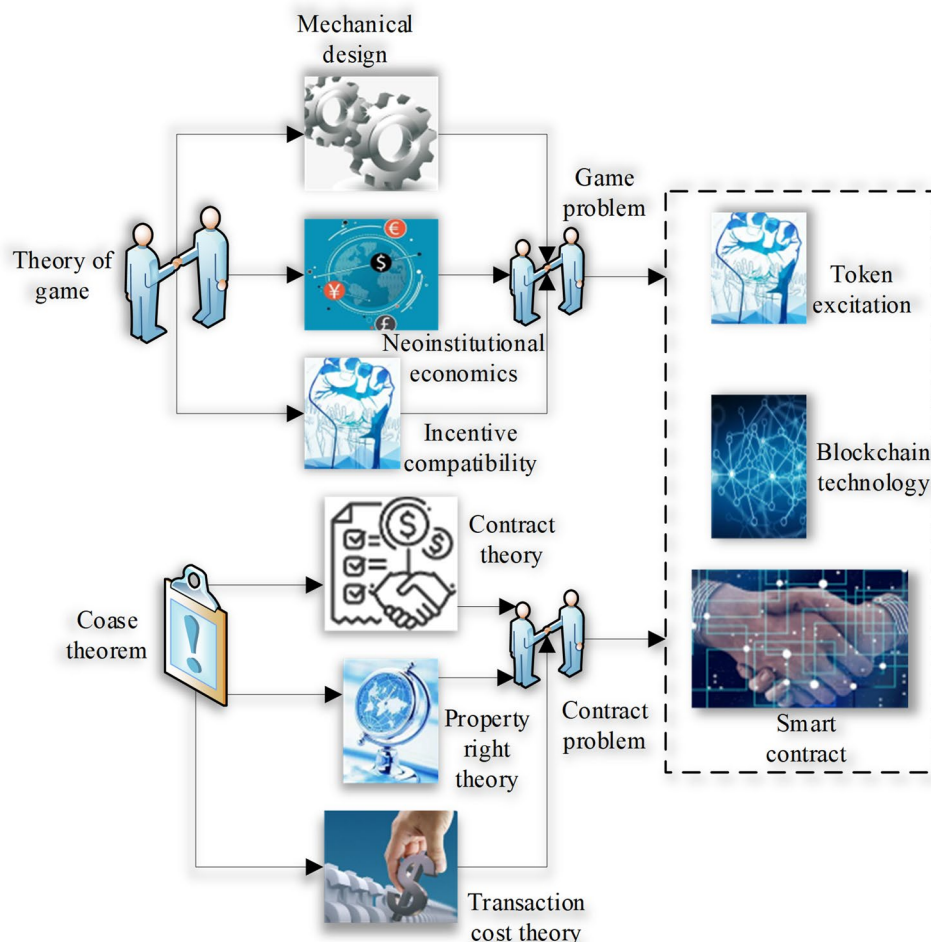 Mechanical
design
Theory of
game
Neoinstitutional
economics
Incentive
compatibility
Game
problem
Token
excitation
Blockchain
technology
Smart
contract
Coase
theorem
Contract
theory
Property
right
theory
Transaction
cost theory
Contract
problem